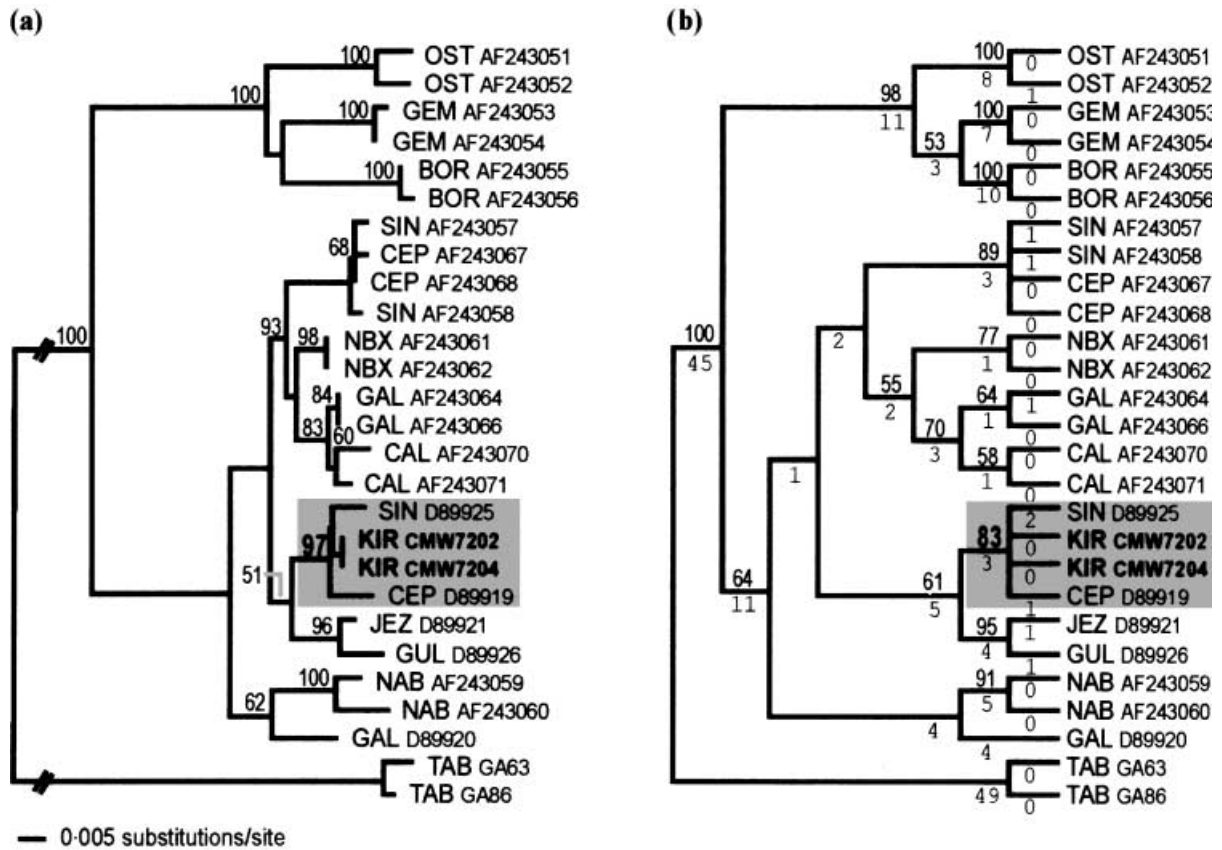 (a)
100
OST AF243051
OST AF243052
100
100
GEM AF243053
GEM AF243054
100
BOR AF243055
BOR AF243056
SIN AF243057
68
CEP AF243067
CEP AF243068
SIN AF243058
93
98
NBX AF243061
NBX AF243062
100
84
GAL AF243064
83
60
GAL AF243066
CAL AF243070
CAL AF243071
SIN D89925
97
KIR CMW7202
KIR CMW7204
51
CEP D89919
96
JEZ D89921
GUL D89926
100
NAB AF243059
62
NAB AF243060
GAL D89920
TAB GA63
TAB GA86
0·005 substitutions/site
(b)
100
OST AF243051
0
8
OST AF243052
98
1
11
100
GEM AF243053
0
53
7
GEM AF243054
3
0
100
BOR AF243055
0
10
BOR AF243056
0
SIN AF243057
1
89
SIN AF243058
1
3
CEP AF243067
0
CEP AF243068
0
100
45
2
77
NBX AF243061
0
1
NBX AF243062
0
55
2
64
GAL AF243064
1
1
GAL AF243066
0
70
3
58
CAL AF243070
0
1
CAL AF243071
0
1
SIN D89925
2
83
KIR CMW7202
0
3
KIR CMW7204
0
CEP D89919
1
64
11
61
5
95
JEZ D89921
1
4
GUL D89926
1
91
NAB AF243059
0
5
NAB AF243060
0
4
GAL D89920
4
TAB GA63
0
49
TAB GA86
0